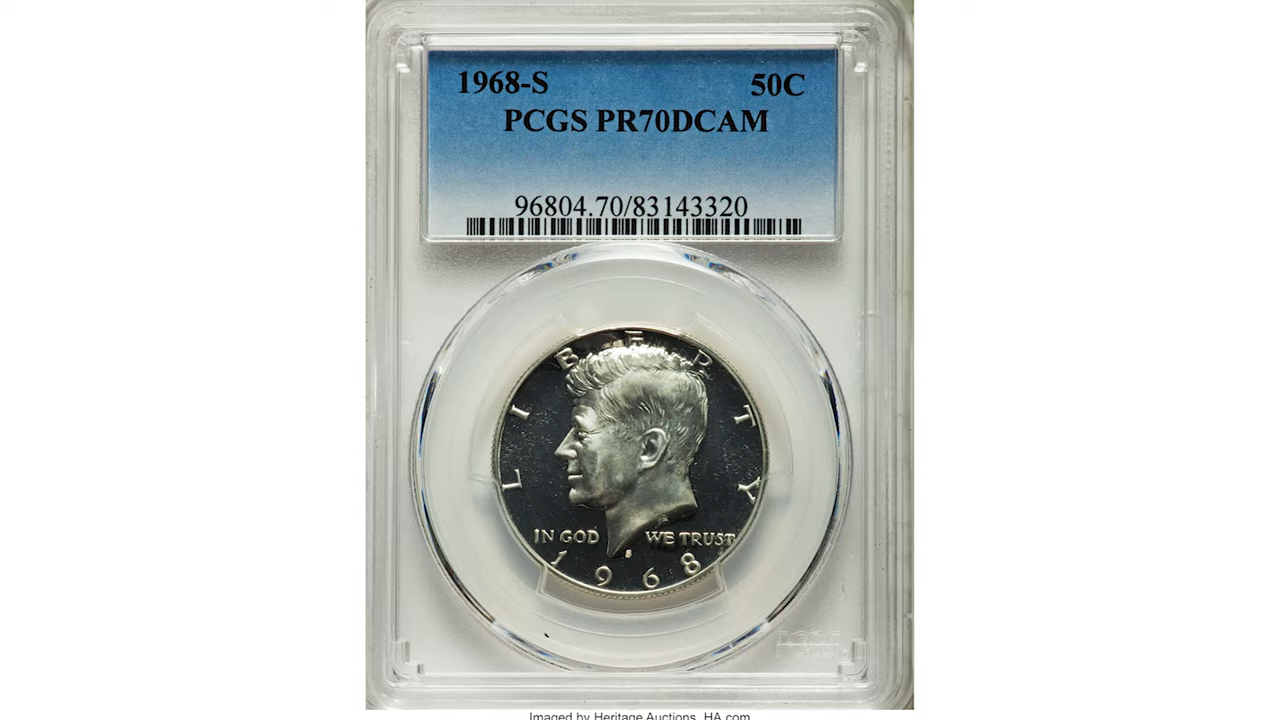 1968-S 50C
PCGS PR70DCAM
96804.70/83143320
LIBERTY
IN GOD WE TRUST
S
1968
PCGS
Imaged by Heritage Auctions, HA.com